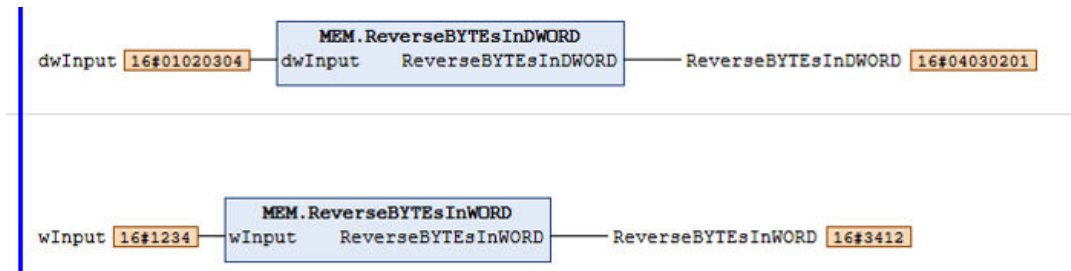 MEM.ReverseBYTEsInDWORD
dwInput 16#01020304 dwInput ReverseBYTEsInDWORD ReverseBYTEsInDWORD 16#04030201
MEM.ReverseBYTEsInWORD
wInput 16#1234 wInput ReverseBYTEsInWORD ReverseBYTEsInWORD 16#3412